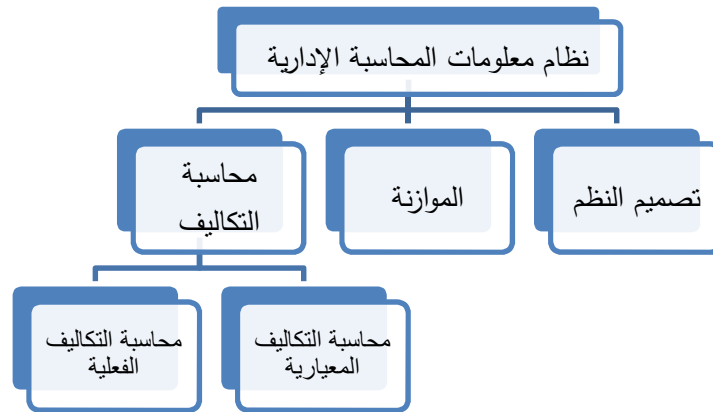 نظام معلومات المحاسبة الإدارية
تصميم النظم
الموازنة
محاسبة
التكاليف
محاسبة التكاليف
المعيارية
محاسبة التكاليف
الفعلية